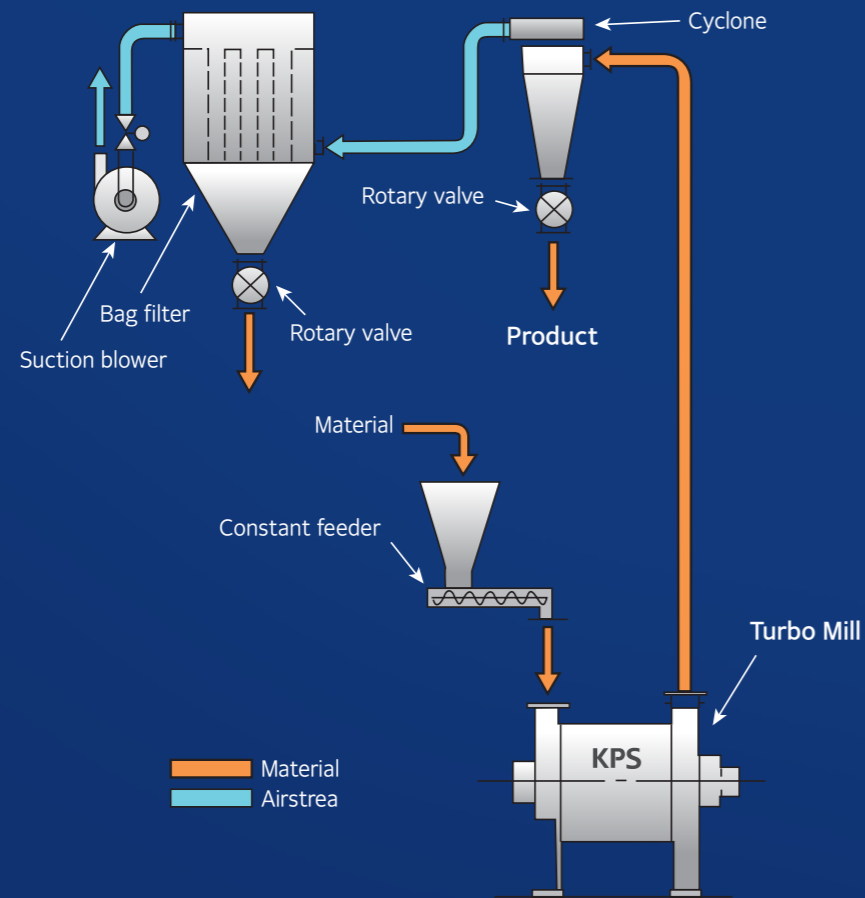 Cyclone
Rotary valve
Bag filter
Rotary valve
Product
Suction blower
Material
Constant feeder
Turbo Mill
KPS
Material
Airstrea